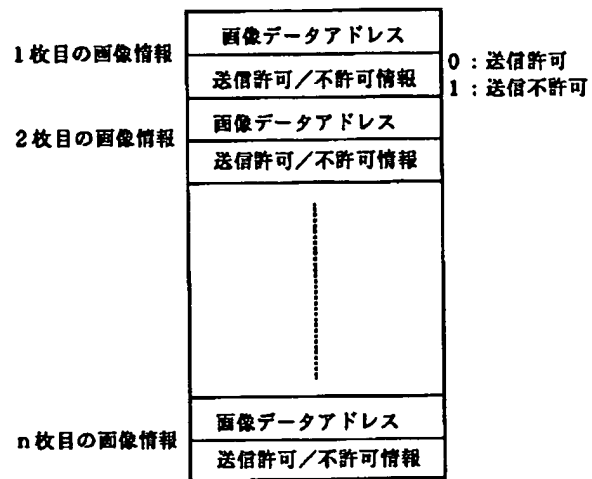 画像データアドレス
1枚目の画像情報
送信許可/不許可情報
0：送信許可
1：送信不許可
画像データアドレス
2枚目の画像情報
送信許可/不許可情報
画像データアドレス
n枚目の画像情報
送信許可/不許可情報